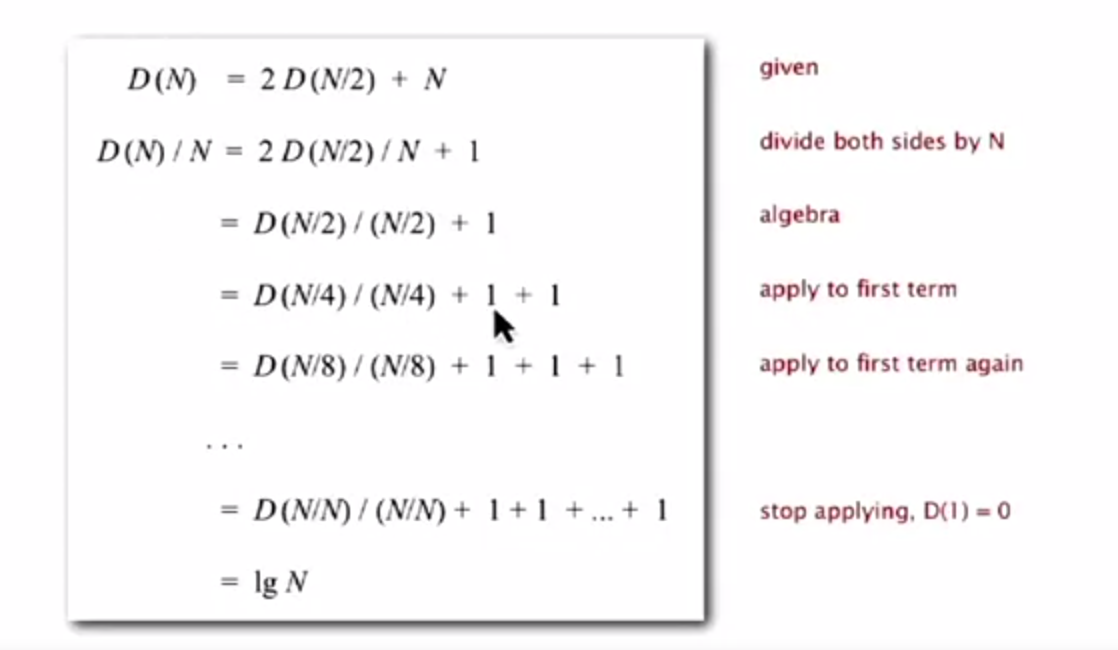 D(N) = 2 D(N/2) + N given
D(N) / N = 2 D(N/2) / N + 1 divide both sides by N
= D(N/2) / (N/2) + 1 algebra
= D(N/4) / (N/4) + 1 + 1 apply to first term
= D(N/8) / (N/8) + 1 + 1 + 1 apply to first term again
. . .
= D(N/N) / (N/N) + 1 + 1 + ... + 1 stop applying, D(1) = 0
= lg N